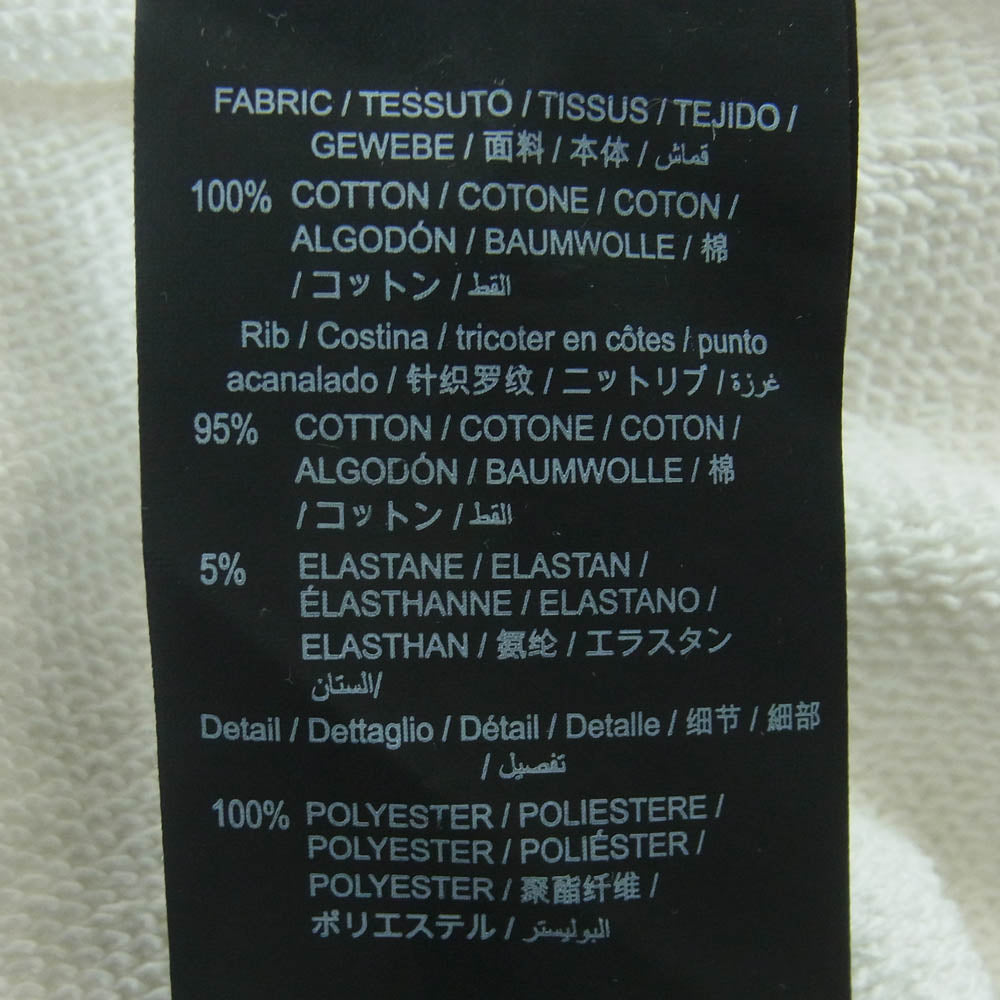 FABRIC / TESSUTO / TISSUS / TEJIDO /
GEWEBE / 面料 / 本体 / قماش
100% COTTON / COTONE / COTON /
ALGODÓN / BAUMWOLLE / 棉
/ コットン / القط
Rib / Costina / tricoter en côtes / punto
acanalado / 针织罗纹 / ニットリブ / غرزة
95% COTTON / COTONE / COTON /
ALGODÓN / BAUMWOLLE / 棉
/ コットン / القط
5% ELASTANE / ELASTAN /
ÉLASTHANNE / ELASTANO /
ELASTHAN / 氨纶 / エラスタン
/الستان
Detail / Dettaglio / Détail / Detalle / 细节 / 細部
/ تفصيل
100% POLYESTER / POLIESTERE /
POLYESTER / POLIÉSTER /
POLYESTER / 聚酯纤维 /
ポリエステル / البوليستر